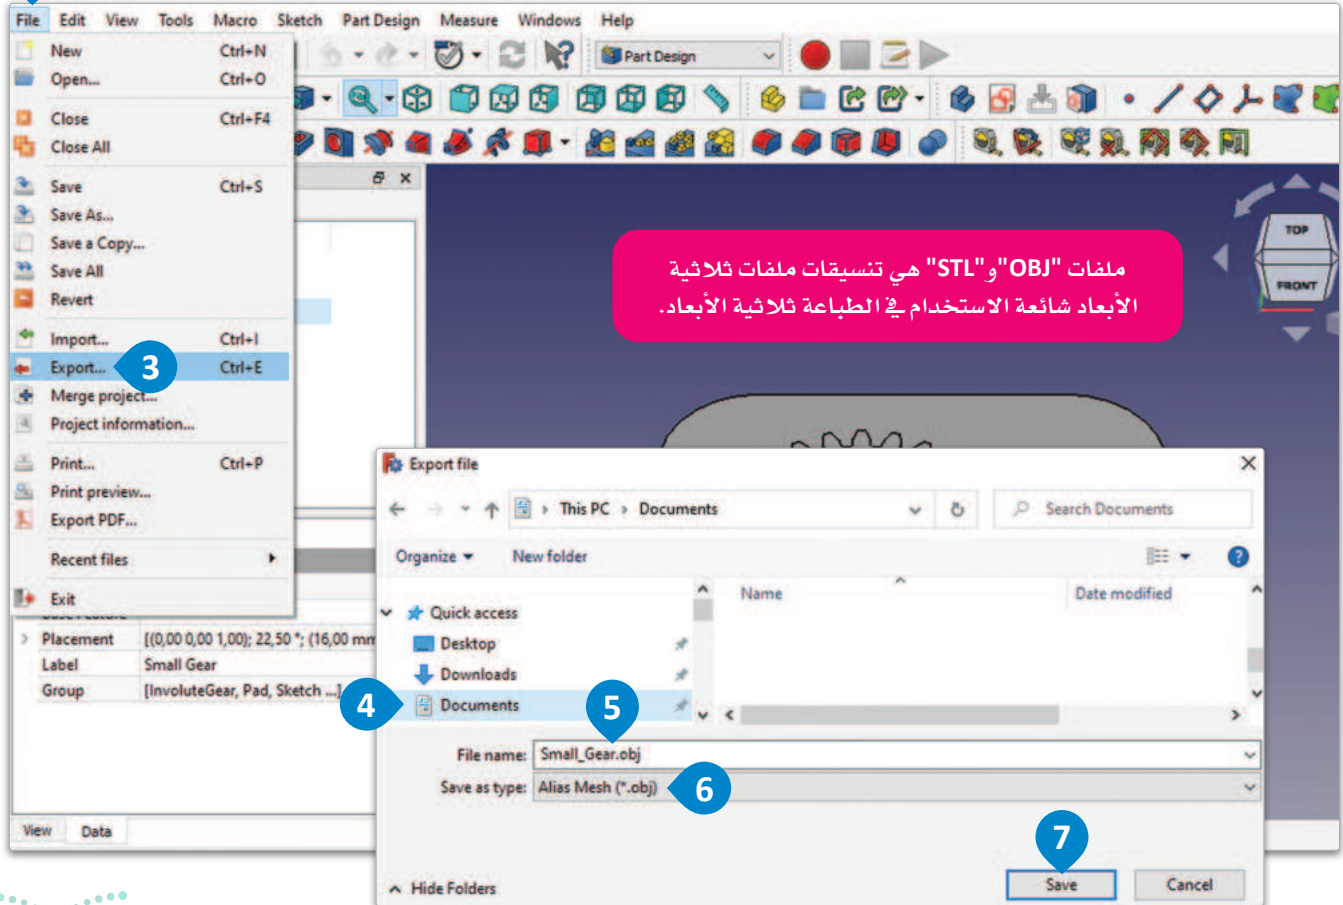 File Edit View Tools Macro Sketch Part Design Measure Windows Help
New Ctrl+N
Open... Ctrl+O
Close Ctrl+F4
Close All
Save Ctrl+S
Save As...
Save a Copy...
Save All
Revert
Import... Ctrl+I
Export... 3 Ctrl+E
Merge project...
Project information...
Print... Ctrl+P
Print preview...
Export PDF...
Recent files
Exit
Part Design
TOP
FRONT
ملفات "OBJ" و"STL" هي تنسيقات ملفات ثلاثية
الأبعاد شائعة الاستخدام في الطباعة ثلاثية الأبعاد.
Placement [(0,00 0,00 1,00); 22,50 °; (16,00 mm
Label Small Gear
Group [InvoluteGear, Pad, Sketch ...]
View Data
Export file
This PC Documents
Search Documents
Organize New folder
Name Date modified
Quick access
Desktop
Downloads
4 Documents 5
File name: Small_Gear.obj
Save as type: Alias Mesh (*.obj) 6
7
Hide Folders Save Cancel